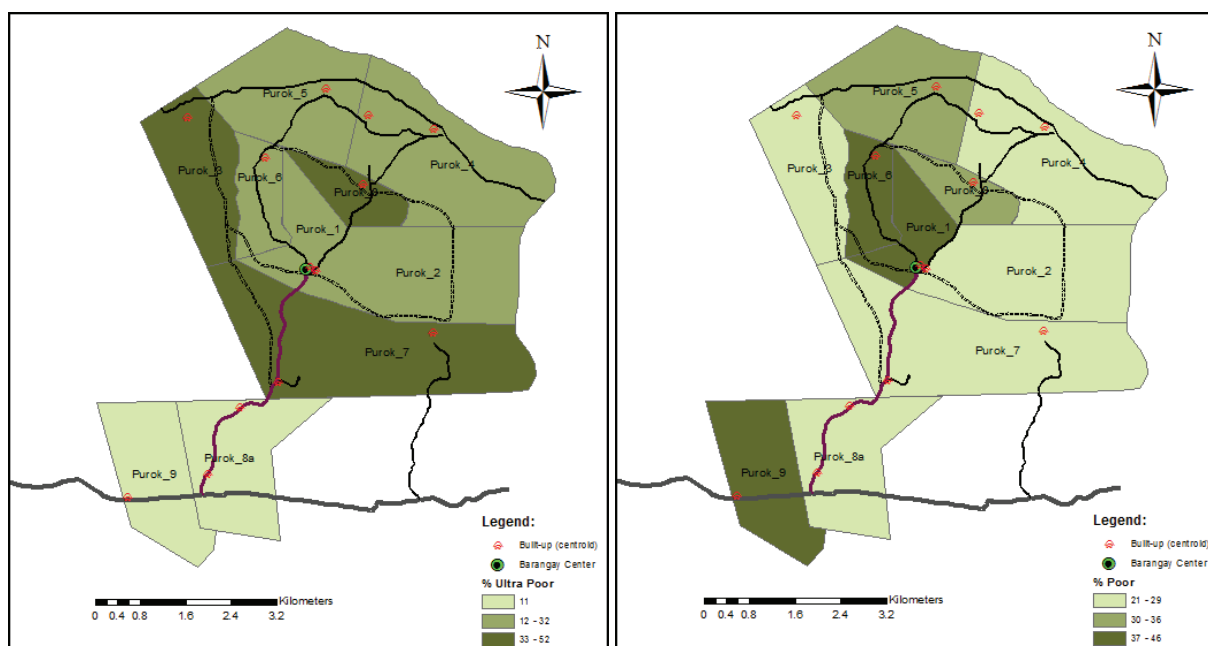 N
Purok_5
Purok_3
Purok_4
Purok_6
Purok_1
Purok_2
Purok_7
Purok_9
Purok_8a
Legend:
Built-up (centroid)
Barangay Center
% Ultra Poor
11
12 - 32
33 - 52
Kilometers
0 0.4 0.8 1.6 2.4 3.2
N
Purok_5
Purok_3
Purok_4
Purok_6
Purok_1
Purok_2
Purok_7
Purok_9
Purok_8a
Legend:
Built-up (centroid)
Barangay Center
% Poor
21 - 29
30 - 36
37 - 46
Kilometers
0 0.4 0.8 1.6 2.4 3.2